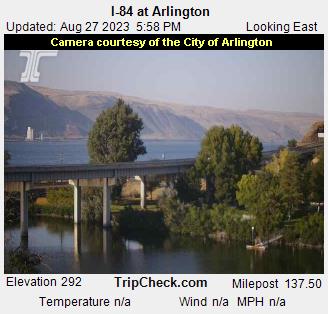 I-84 at Arlington
Updated: Aug 27 2023 5:58 PM Looking East
Camera courtesy of the City of Arlington
Elevation 292 TripCheck.com Milepost 137.50
Temperature n/a Wind n/a MPH n/a